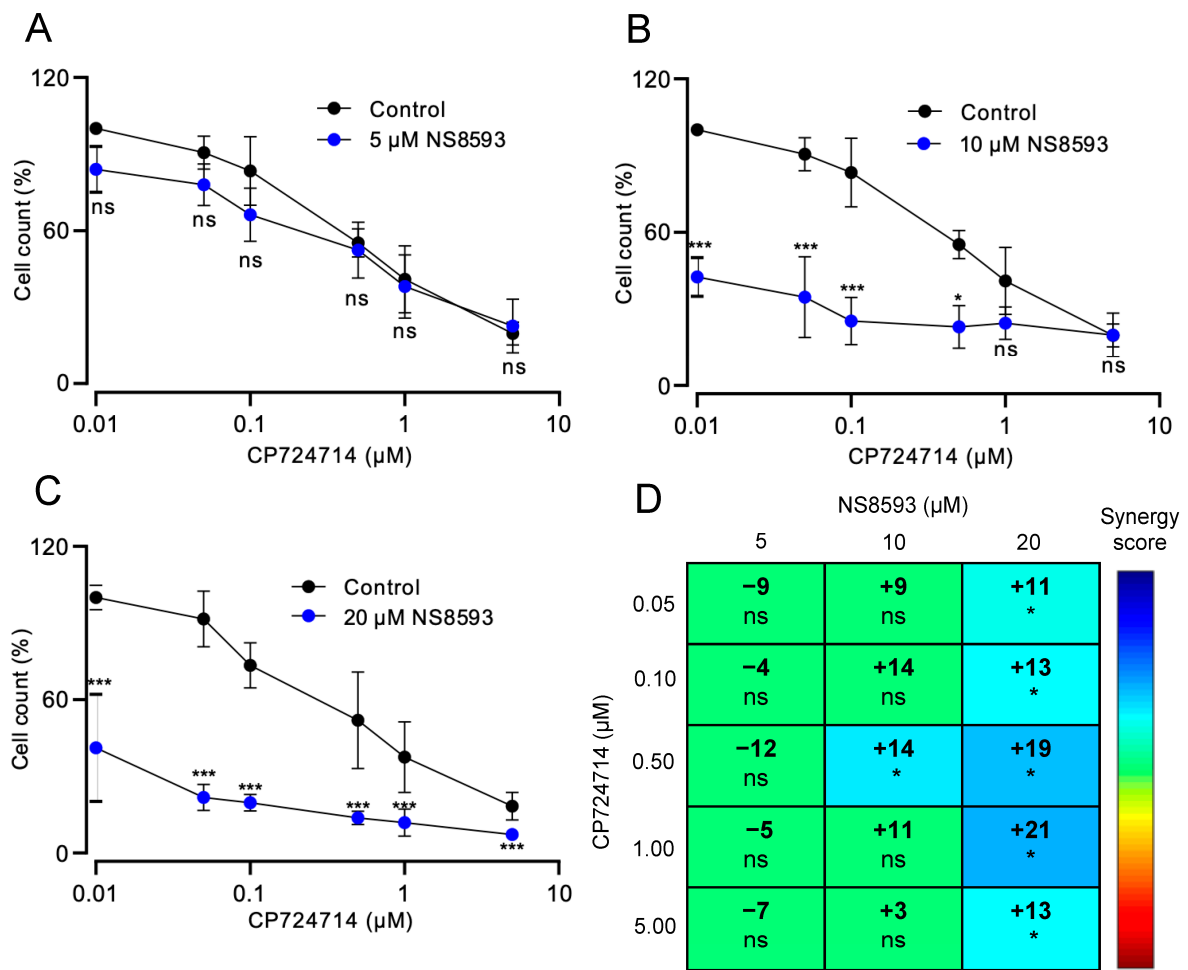 A
120
60
0
Cell count (%)
Control
5 µM NS8593
ns
ns
ns
ns
ns
ns
0.01
0.1
1
10
CP724714 (µM)
B
120
60
0
Cell count (%)
Control
10 µM NS8593
***
***
***
*
ns
ns
0.01
0.1
1
10
CP724714 (µM)
C
120
60
0
Cell count (%)
Control
20 µM NS8593
***
***
***
***
***
***
0.01
0.1
1
10
CP724714 (µM)
D
NS8593 (µM)
5 10 20
Synergy
score
CP724714 (µM)
0.05 −9 +9 +11
ns ns *
0.10 −4 +14 +13
ns ns *
0.50 −12 +14 +19
ns * *
1.00 −5 +11 +21
ns ns *
5.00 −7 +3 +13
ns ns *